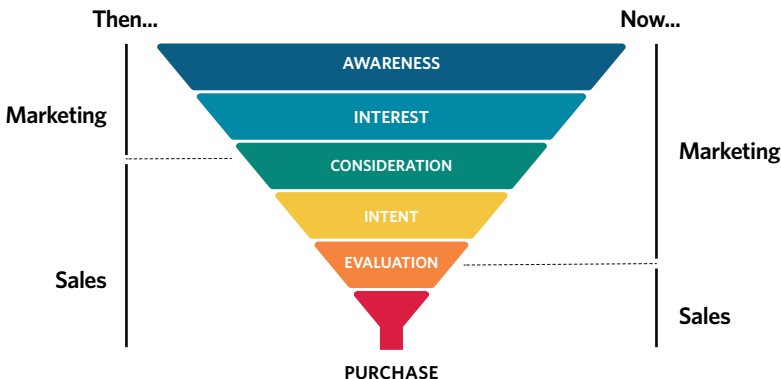 Then...
Now...
AWARENESS
Marketing
INTEREST
Marketing
CONSIDERATION
INTENT
EVALUATION
Sales
Sales
PURCHASE